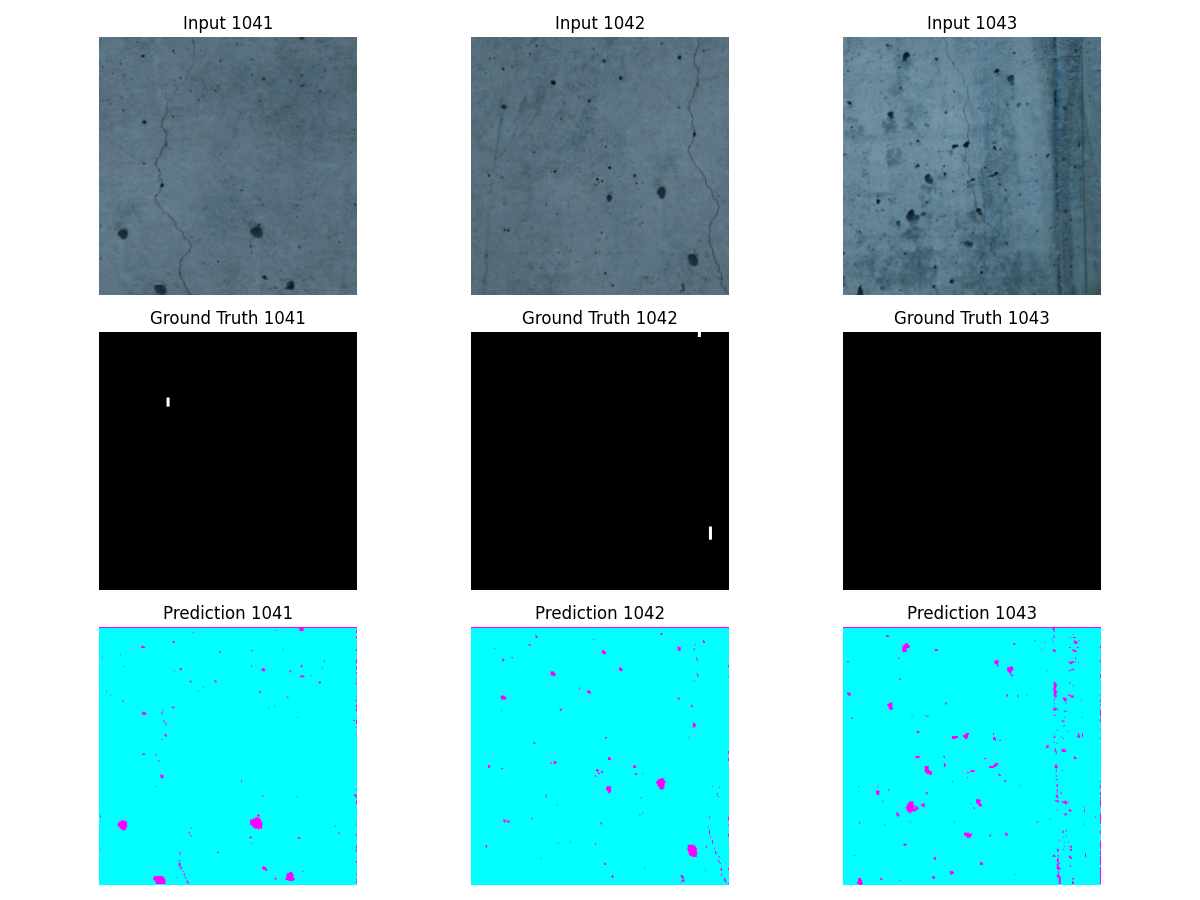 Input 1041
Input 1042
Input 1043
Ground Truth 1041
Ground Truth 1042
Ground Truth 1043
Prediction 1041
Prediction 1042
Prediction 1043